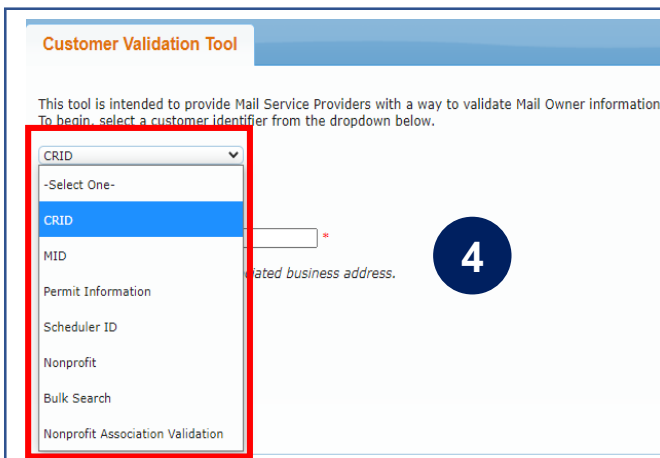 Customer Validation Tool
This tool is intended to provide Mail Service Providers with a way to validate Mail Owner information
To begin, select a customer identifier from the dropdown below.
CRID
-Select One-
CRID
*
MID
iated business address.
4
Permit Information
Scheduler ID
Nonprofit
Bulk Search
Nonprofit Association Validation